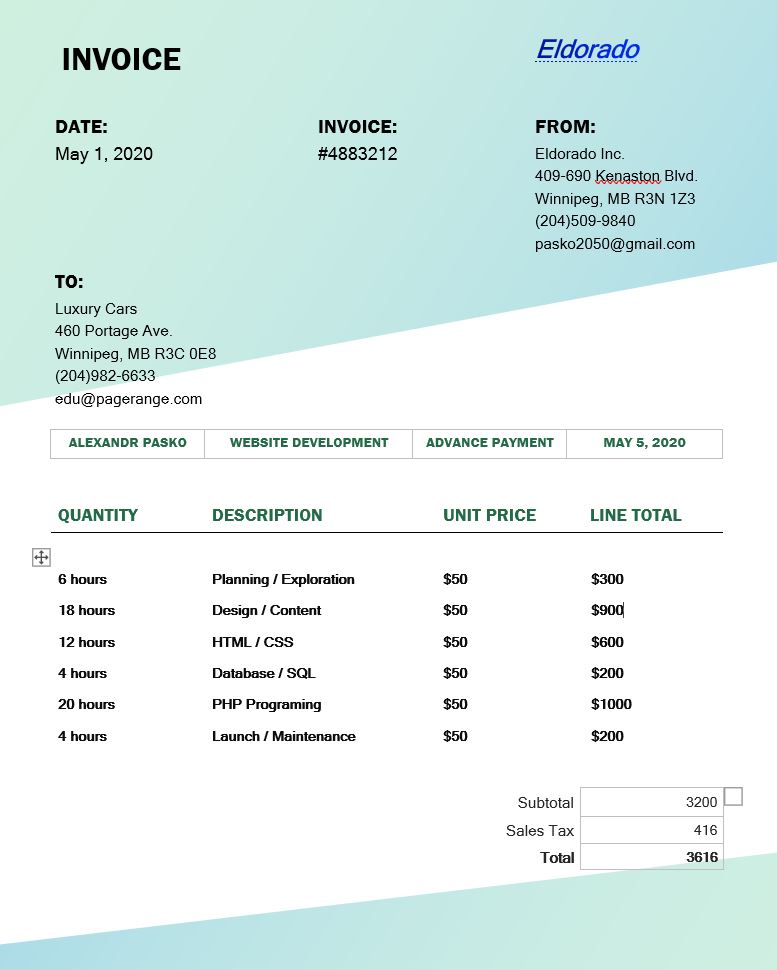 INVOICE
Eldorado
DATE:
May 1, 2020
INVOICE:
#4883212
FROM:
Eldorado Inc.
409-690 Kenaston Blvd.
Winnipeg, MB R3N 1Z3
(204)509-9840
pasko2050@gmail.com
TO:
Luxury Cars
460 Portage Ave.
Winnipeg, MB R3C 0E8
(204)982-6633
edu@pagerange.com
ALEXANDR PASKO WEBSITE DEVELOPMENT ADVANCE PAYMENT MAY 5, 2020
QUANTITY DESCRIPTION UNIT PRICE LINE TOTAL
6 hours Planning / Exploration $50 $300
18 hours Design / Content $50 $900
12 hours HTML / CSS $50 $600
4 hours Database / SQL $50 $200
20 hours PHP Programing $50 $1000
4 hours Launch / Maintenance $50 $200
Subtotal 3200
Sales Tax 416
Total 3616